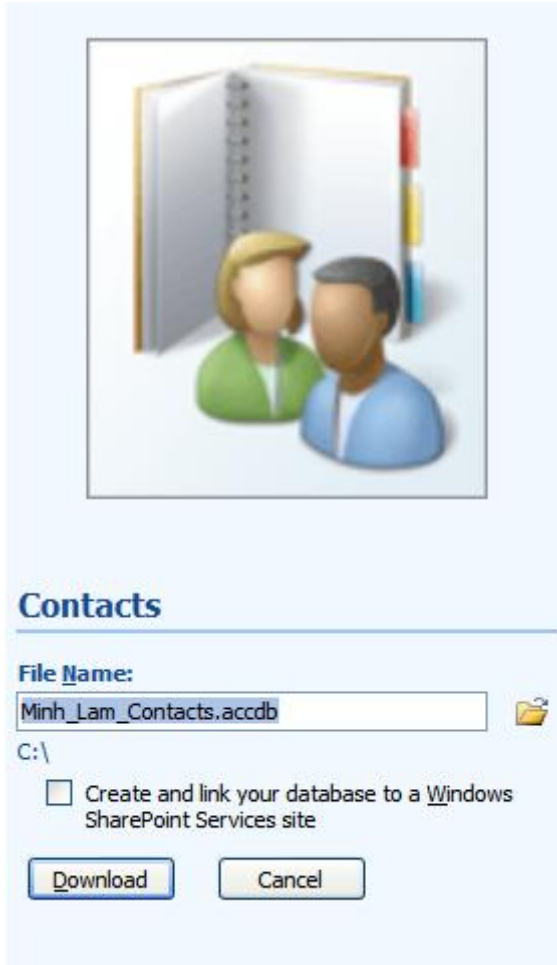 Contacts
File Name:
Minh_Lam_Contacts.accdb
C:\
Create and link your database to a Windows
SharePoint Services site
Download Cancel